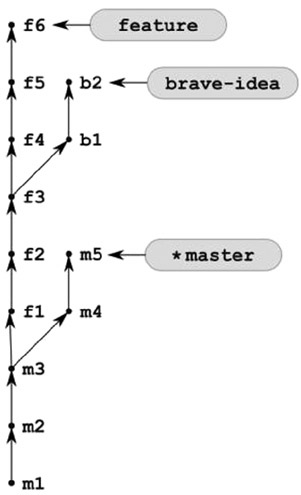 f6 feature
f5 b2 brave-idea
f4 b1
f3
f2 m5 *master
f1 m4
m3
m2
m1